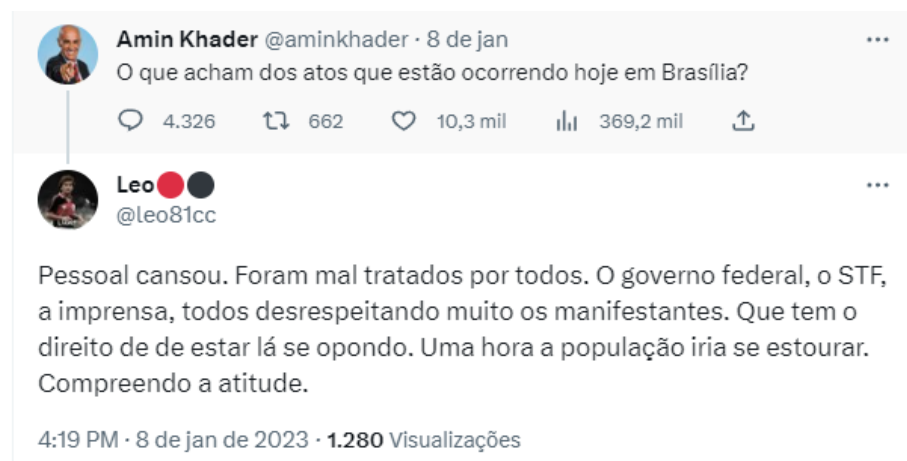 Amin Khader @aminkhader · 8 de jan
O que acham dos atos que estão ocorrendo hoje em Brasília?
4.326 662 10,3 mil 369,2 mil
Leo🔴⚫
@leo81cc
Pessoal cansou. Foram mal tratados por todos. O governo federal, o STF,
a imprensa, todos desrespeitando muito os manifestantes. Que tem o
direito de de estar lá se opondo. Uma hora a população iria se estourar.
Compreendo a atitude.
4:19 PM · 8 de jan de 2023 · 1.280 Visualizações